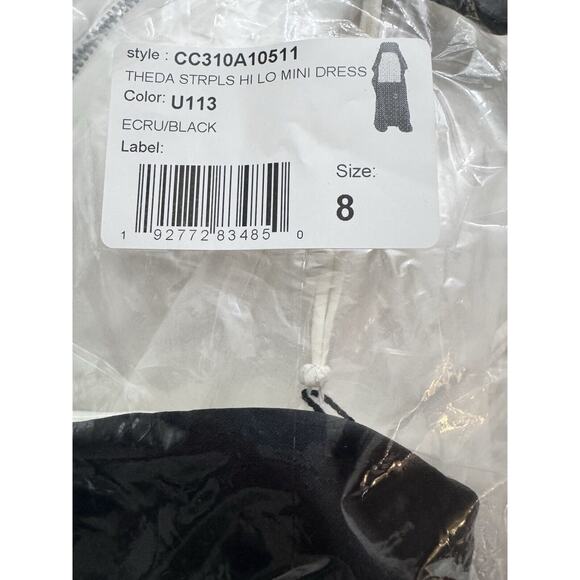 style : CC310A10511
THEDA STRPLS HI LO MINI DRESS
Color: U113
ECRU/BLACK
Label:
Size:
8
1 92772 83485 0